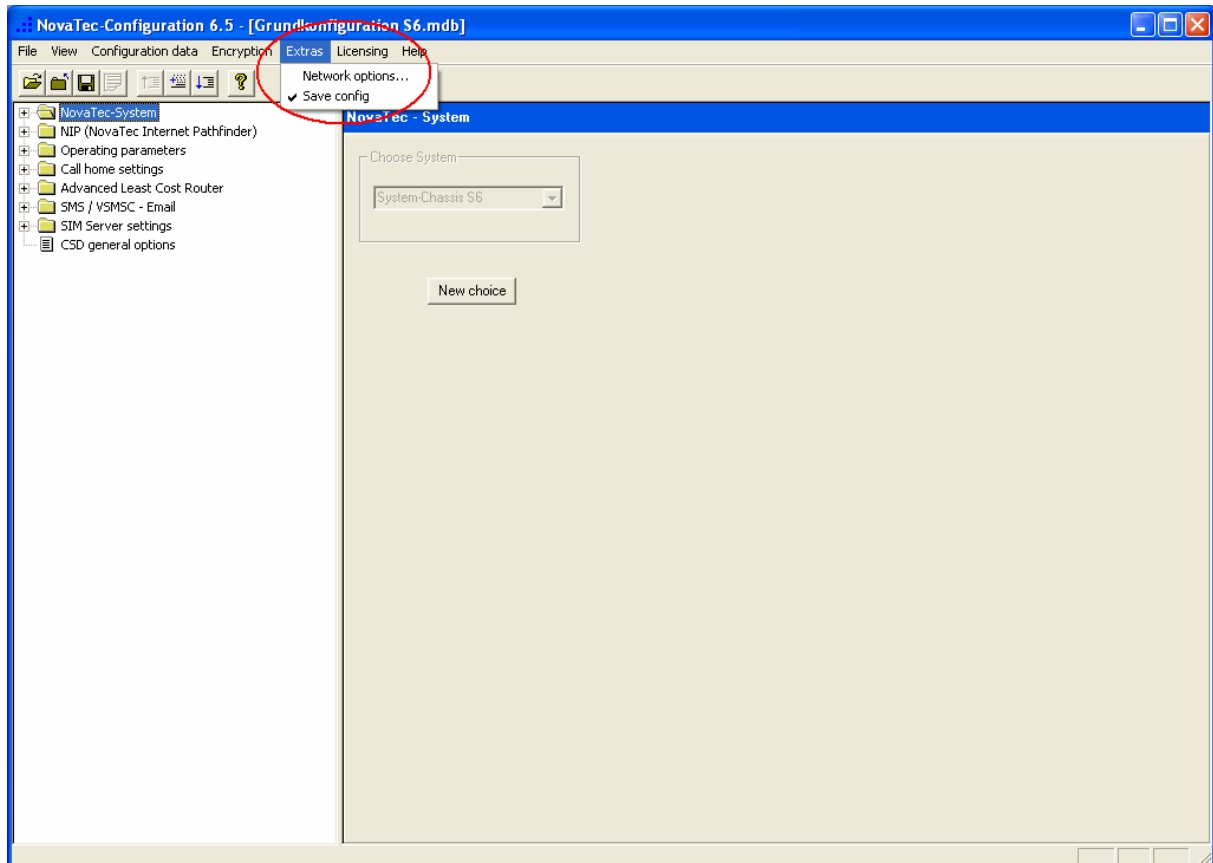 NovaTec-Configuration 6.5 - [Grundkonfiguration S6.mdb]
File View Configuration data Encryption Extras Licensing Help
Network options...
Save config
NovaTec-System
NIP (NovaTec Internet Pathfinder)
Operating parameters
Call home settings
Advanced Least Cost Router
SMS / VSMSC - Email
SIM Server settings
CSD general options
NovaTec - System
Choose System
System-Chassis S6
New choice